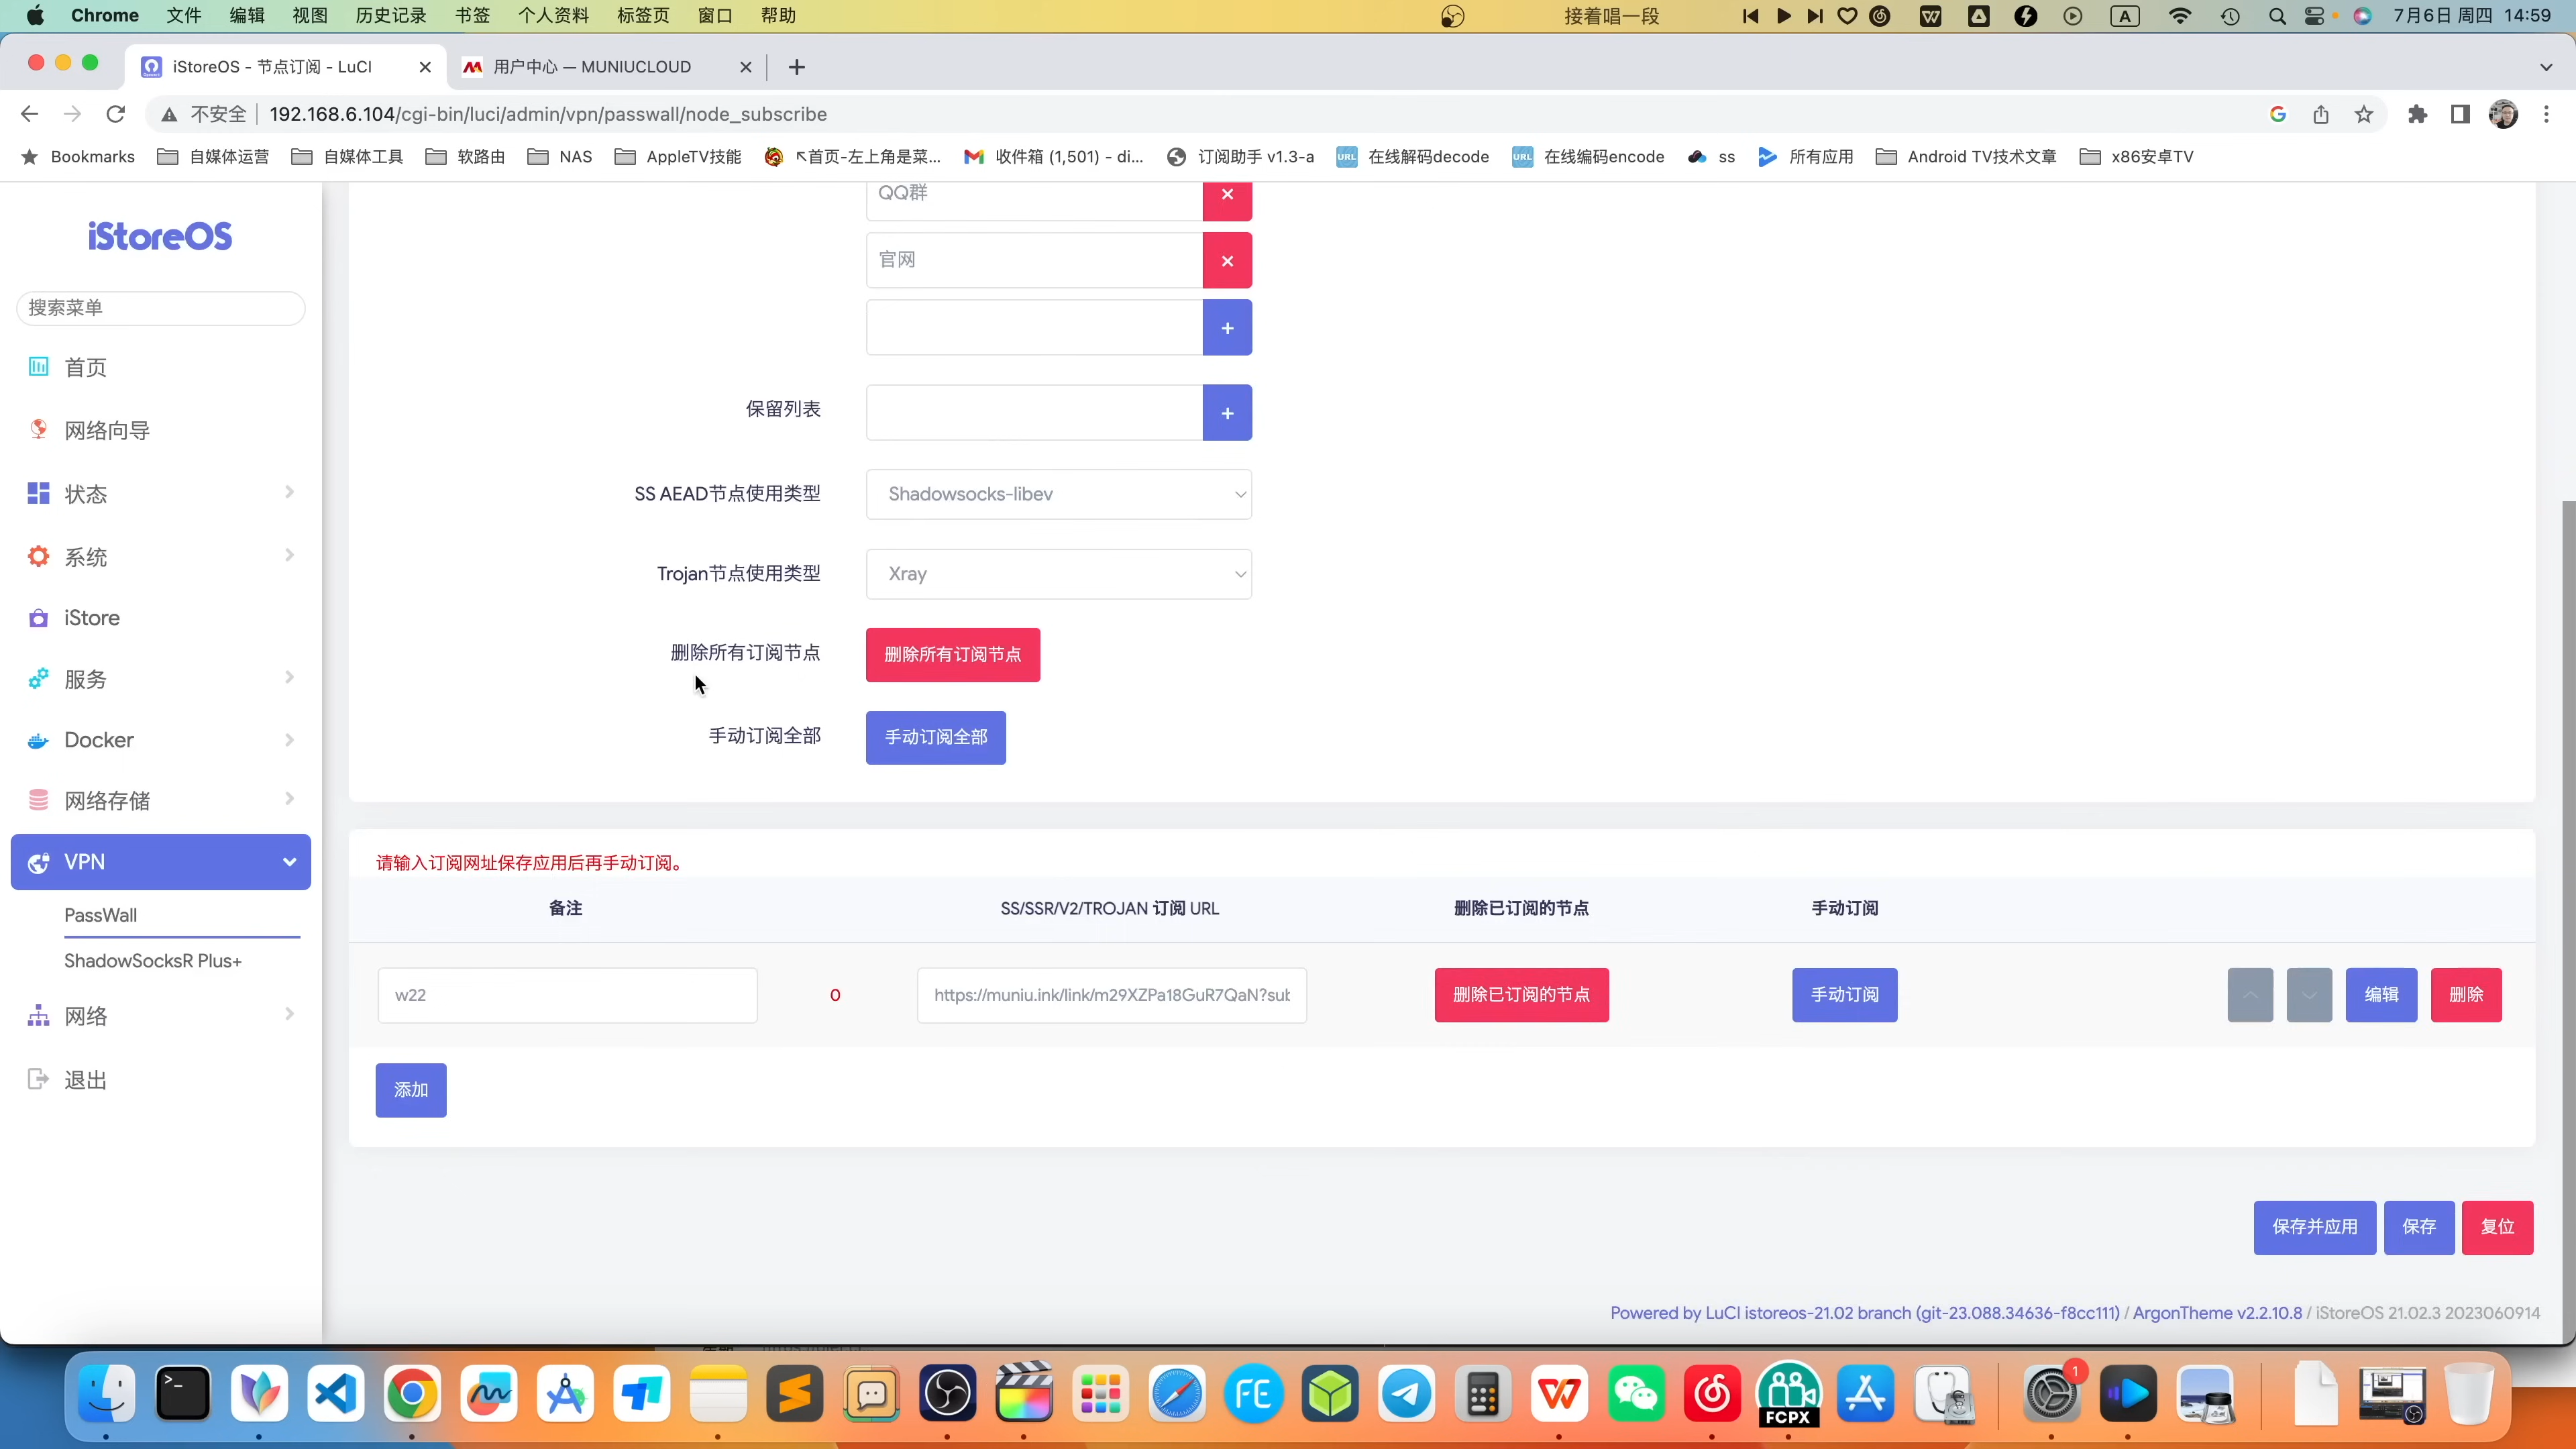 Chrome 文件 编辑 视图 历史记录 书签 个人资料 标签页 窗口 帮助 接着唱一段 A 7月6日 周四 14:59
iStoreOS - 节点订阅 - LuCI 用户中心 — MUNIUCLOUD
不安全 192.168.6.104/cgi-bin/luci/admin/vpn/passwall/node_subscribe
Bookmarks 自媒体运营 自媒体工具 软路由 NAS AppleTV技能 ↖首页-左上角是菜... 收件箱 (1,501) - di... 订阅助手 v1.3-a URL 在线解码decode URL 在线编码encode ss 所有应用 Android TV技术文章 x86安卓TV
iStoreOS
搜索菜单
首页
网络向导
状态
系统
iStore
服务
Docker
网络存储
VPN
PassWall
ShadowSocksR Plus+
网络
退出
QQ群
官网
保留列表
SS AEAD节点使用类型 Shadowsocks-libev
Trojan节点使用类型 Xray
删除所有订阅节点 删除所有订阅节点
手动订阅全部 手动订阅全部
请输入订阅网址保存应用后再手动订阅。
备注 SS/SSR/V2/TROJAN 订阅 URL 删除已订阅的节点 手动订阅
w22 0 https://muniu.ink/link/m29XZPa18GuR7QaN?sub 删除已订阅的节点 手动订阅 编辑 删除
添加
保存并应用 保存 复位
Powered by LuCI istoreos-21.02 branch (git-23.088.34636-f8cc111) / ArgonTheme v2.2.10.8 / iStoreOS 21.02.3 2023060914
FE
FCPX
1